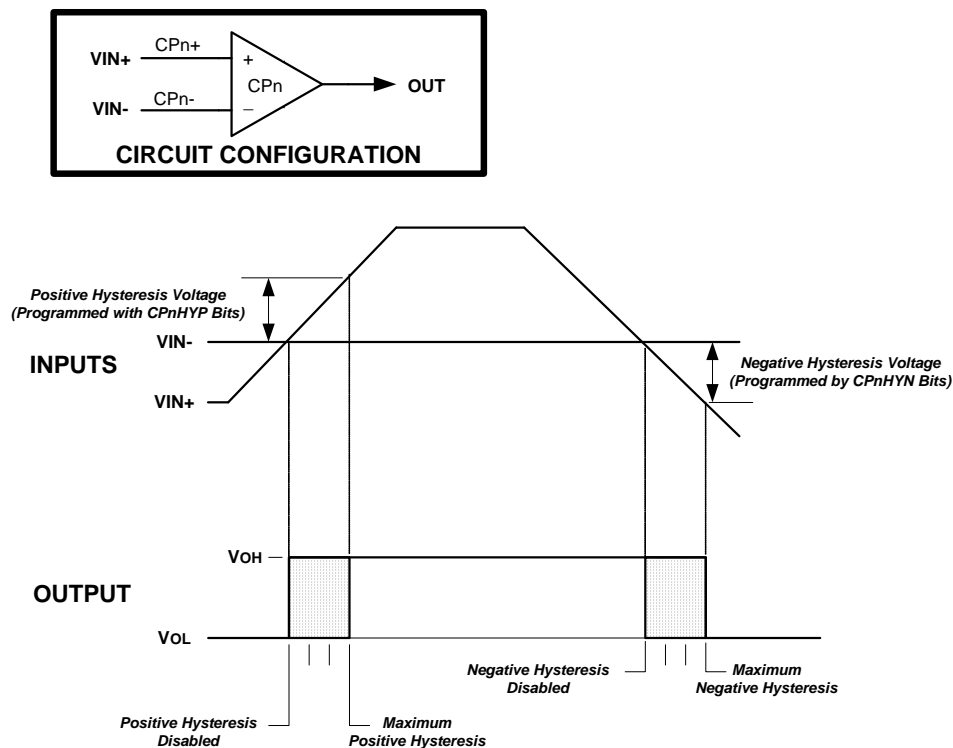 VIN+
CPn+
+
CPn
OUT
VIN-
CPn-
–
CIRCUIT CONFIGURATION
Positive Hysteresis Voltage
(Programmed with CPnHYP Bits)
VIN-
INPUTS
Negative Hysteresis Voltage
(Programmed by CPnHYN Bits)
VIN+
VOH
OUTPUT
VOL
Negative Hysteresis
Disabled
Maximum
Negative Hysteresis
Positive Hysteresis
Disabled
Maximum
Positive Hysteresis